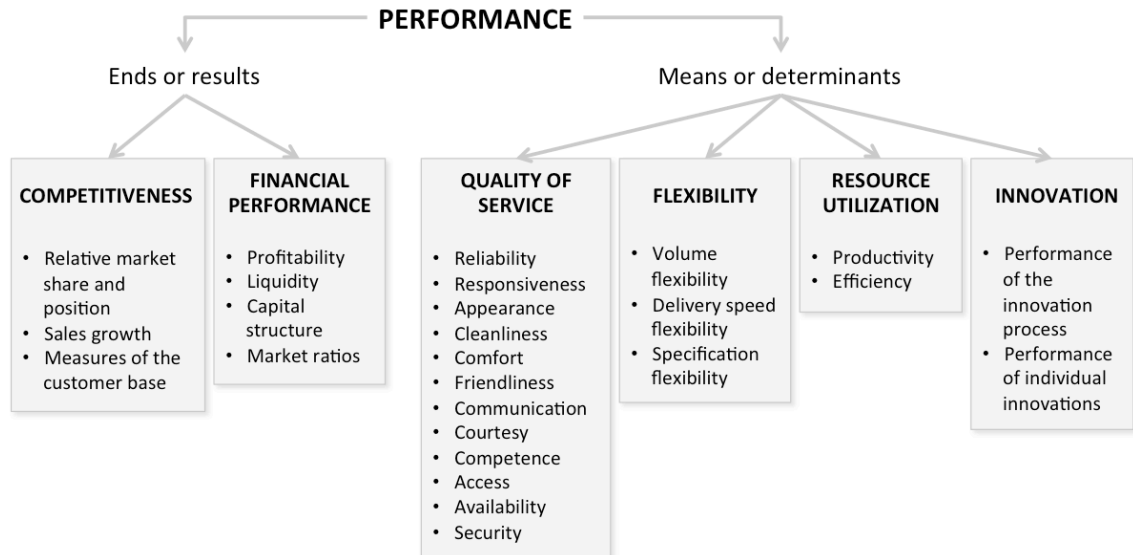 PERFORMANCE
Ends or results
Means or determinants
COMPETITIVENESS
• Relative market
share and
position
• Sales growth
• Measures of the
customer base
FINANCIAL
PERFORMANCE
• Profitability
• Liquidity
• Capital
structure
• Market ratios
QUALITY OF
SERVICE
• Reliability
• Responsiveness
• Appearance
• Cleanliness
• Comfort
• Friendliness
• Communication
• Courtesy
• Competence
• Access
• Availability
• Security
FLEXIBILITY
• Volume
flexibility
• Delivery speed
flexibility
• Specification
flexibility
RESOURCE
UTILIZATION
• Productivity
• Efficiency
INNOVATION
• Performance
of the
innovation
process
• Performance
of individual
innovations